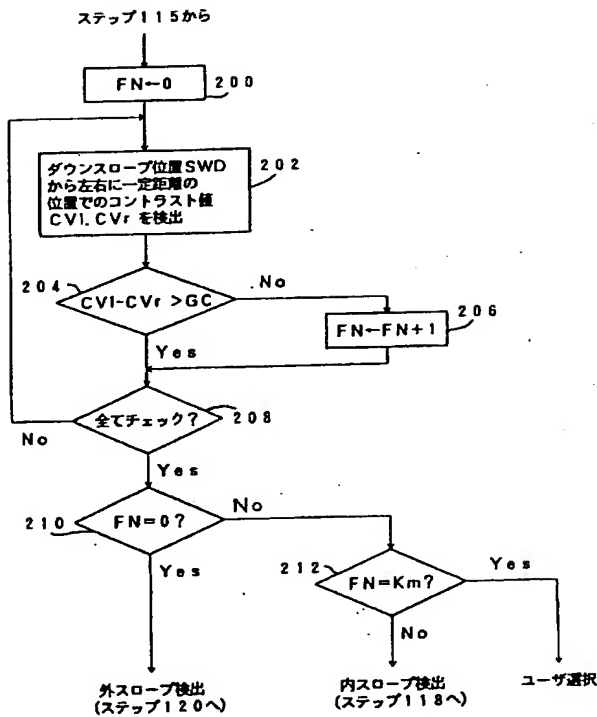 ステップ115から
FN←0
200
ダウンスロープ位置SWD
から左右に一定距離の
位置でのコントラスト値
CVl,CVrを検出
202
204
CVl-CVr>GC
No
FN←FN+1
206
Yes
全てチェック?
208
No
Yes
210
FN=0?
No
Yes
212
FN=Km?
Yes
No
外スロープ検出
(ステップ120へ)
内スロープ検出
(ステップ118へ)
ユーザ選択